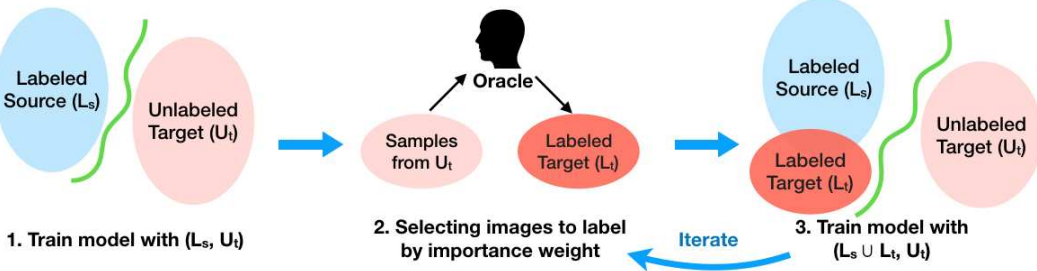 Labeled
Source (Lₛ)
Unlabeled
Target (Uₜ)
1. Train model with (Lₛ, Uₜ)
Oracle
Samples
from Uₜ
Labeled
Target (Lₜ)
2. Selecting images to label
by importance weight
Iterate
Labeled
Source (Lₛ)
Labeled
Target (Lₜ)
Unlabeled
Target (Uₜ)
3. Train model with
(Lₛ ∪ Lₜ, Uₜ)